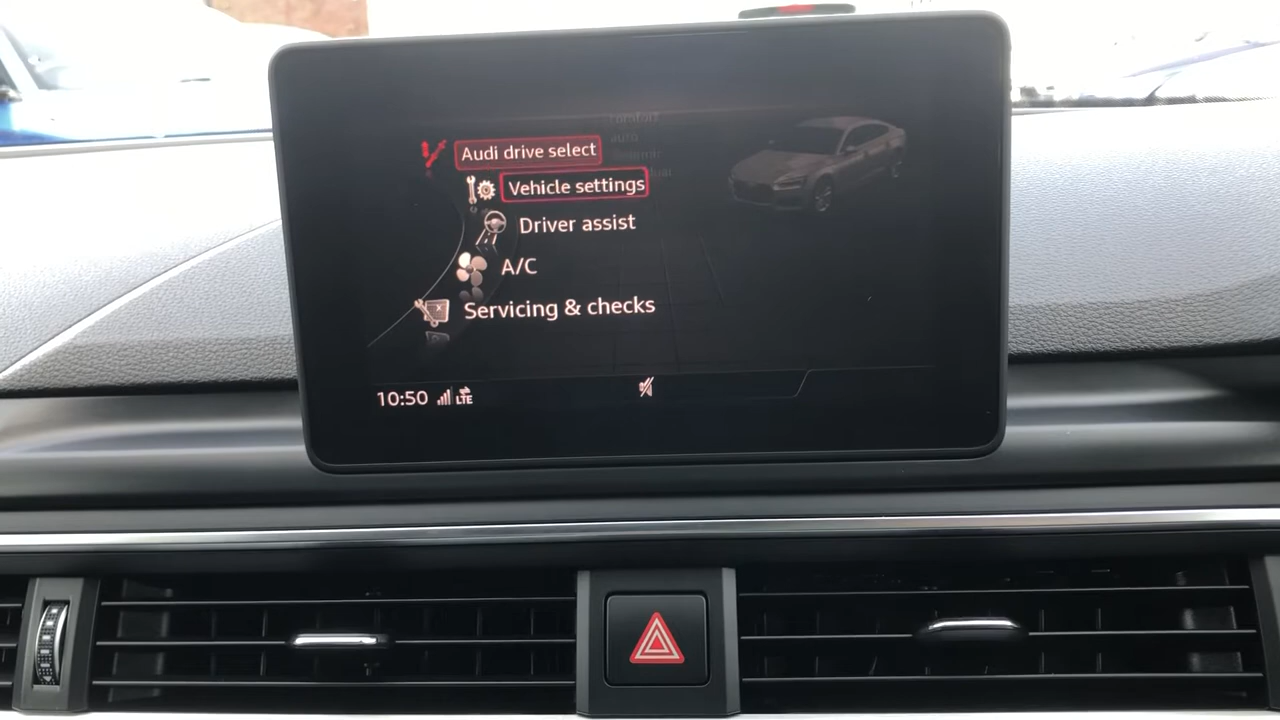 Audi drive select
Vehicle settings
Driver assist
A/C
Servicing & checks
10:50 LTE